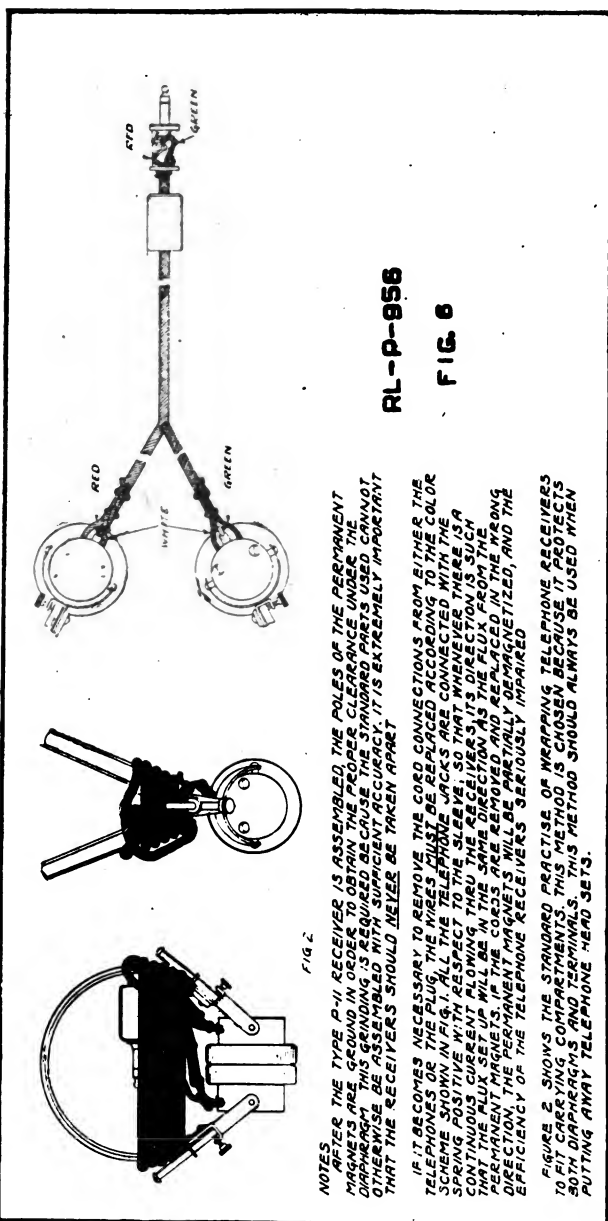 RED
GREEN
RED
WHITE
GREEN
FIG 2
RL-P-956
FIG. 6
NOTES
AFTER THE TYPE P-11 RECEIVER IS ASSEMBLED, THE POLES OF THE PERMANENT
MAGNETS ARE GROUND IN ORDER TO OBTAIN THE PROPER CLEARANCE UNDER THE
DIAPHRAGM. THIS GRINDING IS REQUIRED BECAUSE THE STANDARD PARTS USED CANNOT
OTHERWISE BE ASSEMBLED WITH SUFFICIENT ACCURACY. IT IS EXTREMELY IMPORTANT
THAT THE RECEIVERS SHOULD NEVER BE TAKEN APART
IF IT BECOMES NECESSARY TO REMOVE THE CORD CONNECTIONS FROM EITHER THE
TELEPHONES OR THE PLUG, THE WIRES MUST BE REPLACED ACCORDING TO THE COLOR
SCHEME SHOWN IN FIG. 1. ALL THE TELEPHONE JACKS ARE CONNECTED WITH THE
SPRING POSITIVE WITH RESPECT TO THE SLEEVE; SO THAT WHENEVER THERE IS A
CONTINUOUS CURRENT FLOWING THRU THE RECEIVERS, ITS DIRECTION IS SUCH
THAT THE FLUX SET UP WILL BE IN THE SAME DIRECTION AS THE FLUX FROM THE
PERMANENT MAGNETS. IF THE CORDS ARE REMOVED AND REPLACED IN THE WRONG
DIRECTION, THE PERMANENT MAGNETS WILL BE PARTIALLY DEMAGNETIZED, AND THE
EFFICIENCY OF THE TELEPHONE RECEIVERS SERIOUSLY IMPAIRED
FIGURE 2 SHOWS THE STANDARD PRACTISE OF WRAPPING TELEPHONE RECEIVERS
TO FIT CARRYING COMPARTMENTS. THIS METHOD IS CHOSEN BECAUSE IT PROTECTS
BOTH DIAPHRAGMS AND TERMINALS. THIS METHOD SHOULD ALWAYS BE USED WHEN
PUTTING AWAY TELEPHONE HEAD SETS.